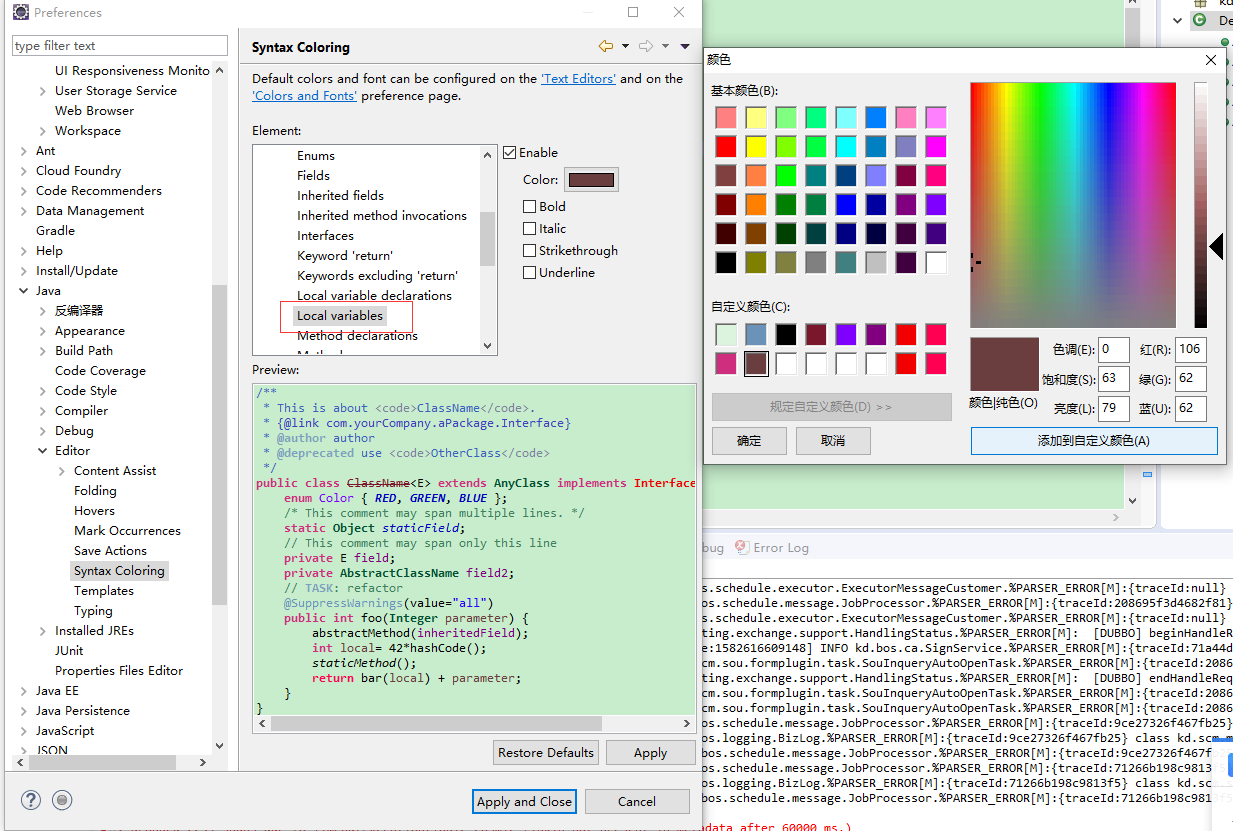 Preferences
type filter text
UI Responsiveness Monito
User Storage Service
Web Browser
Workspace
Ant
Cloud Foundry
Code Recommenders
Data Management
Gradle
Help
Install/Update
Java
反编译器
Appearance
Build Path
Code Coverage
Code Style
Compiler
Debug
Editor
Content Assist
Folding
Hovers
Mark Occurrences
Save Actions
Syntax Coloring
Templates
Typing
Installed JREs
JUnit
Properties Files Editor
Java EE
Java Persistence
JavaScript
JSON
Syntax Coloring
Default colors and font can be configured on the 'Text Editors' and on the
'Colors and Fonts' preference page.
Element:
Enums
Fields
Inherited fields
Inherited method invocations
Interfaces
Keyword 'return'
Keywords excluding 'return'
Local variable declarations
Local variables
Method declarations
Enable
Color:
Bold
Italic
Strikethrough
Underline
Preview:
/**
* This is about <code>ClassName</code>.
* {@link com.yourCompany.aPackage.Interface}
* @author author
* @deprecated use <code>OtherClass</code>
*/
public class ClassName<E> extends AnyClass implements Interface
enum Color { RED, GREEN, BLUE };
/* This comment may span multiple lines. */
static Object staticField;
// This comment may span only this line
private E field;
private AbstractClassName field2;
// TASK: refactor
@SuppressWarnings(value="all")
public int foo(Integer parameter) {
abstractMethod(inheritedField);
int local= 42*hashCode();
staticMethod();
return bar(local) + parameter;
}
}
Restore Defaults
Apply
Apply and Close
Cancel
颜色
基本颜色(B):
自定义颜色(C):
规定自定义颜色(D) >>
确定
取消
颜色|纯色(O)
色调(E): 0
红(R): 106
饱和度(S): 63
绿(G): 62
亮度(L): 79
蓝(U): 62
添加到自定义颜色(A)
De
bug
Error Log
os.schedule.executor.ExecutorMessageCustomer.%PARSER_ERROR[M]:{traceId:null}
bos.schedule.message.JobProcessor.%PARSER_ERROR[M]:{traceId:208695f3d4682f81}
os.schedule.executor.ExecutorMessageCustomer.%PARSER_ERROR[M]:{traceId:null}
ting.exchange.support.HandlingStatus.%PARSER_ERROR[M]: [DUBBO] beginHandleR
e:1582616609148] INFO kd.bos.ca.SignService.%PARSER_ERROR[M]:{traceId:71a44d
cm.sou.formplugin.task.SouInqueryAutoOpenTask.%PARSER_ERROR[M]:{traceId:2086
ting.exchange.support.HandlingStatus.%PARSER_ERROR[M]: [DUBBO] endHandleReq
cm.sou.formplugin.task.SouInqueryAutoOpenTask.%PARSER_ERROR[M]:{traceId:2086
cm.sou.formplugin.task.SouInqueryAutoOpenTask.%PARSER_ERROR[M]:{traceId:2086
os.schedule.message.JobProcessor.%PARSER_ERROR[M]:{traceId:9ce27326f467fb25}
os.logging.BizLog.%PARSER_ERROR[M]:{traceId:9ce27326f467fb25} class kd.scm.m
bos.schedule.message.JobProcessor.%PARSER_ERROR[M]:{traceId:9ce27326f467f
bos.schedule.message.JobProcessor.%PARSER_ERROR[M]:{traceId:71266b198c9813f5
os.logging.BizLog.%PARSER_ERROR[M]:{traceId:71266b198c9813f5} class kd.s
bos.schedule.message.JobProcessor.%PARSER_ERROR[M]:{traceId:71266b198c9813f5
adata after 60000 ms.)